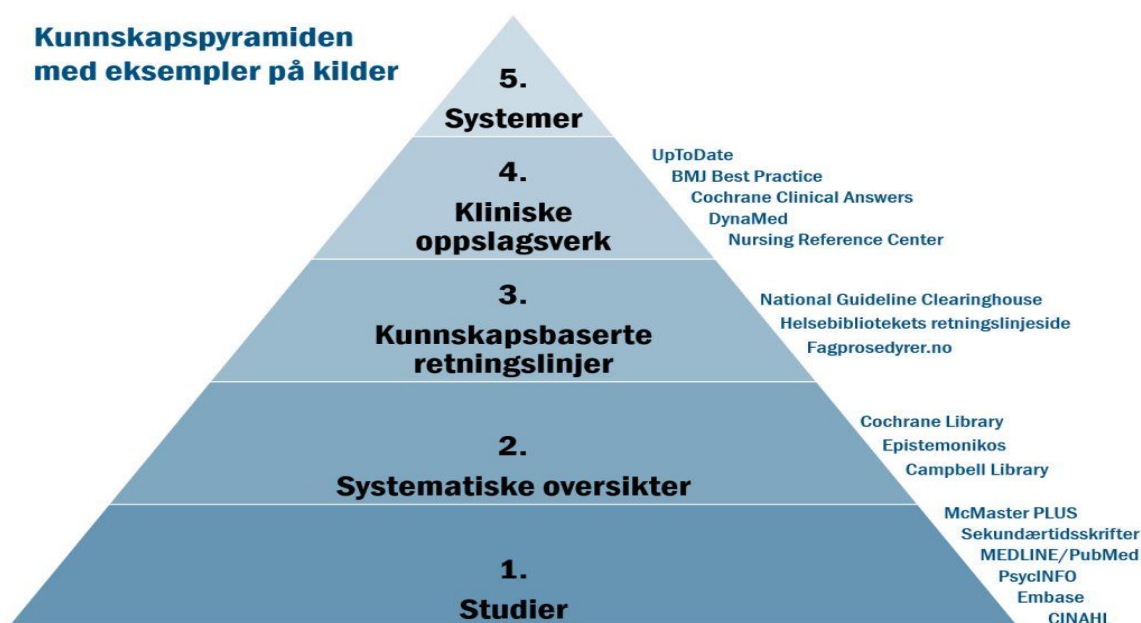 Kunnskapspyramiden
med eksempler på kilder
5.
Systemer
4.
Kliniske
oppslagsverk
UpToDate
BMJ Best Practice
Cochrane Clinical Answers
DynaMed
Nursing Reference Center
3.
Kunnskapsbaserte
retningslinjer
National Guideline Clearinghouse
Helsebibliotekets retningslinjeside
Fagprosedyrer.no
2.
Systematiske oversikter
Cochrane Library
Epistemonikos
Campbell Library
1.
Studier
McMaster PLUS
Sekundærtidsskrifter
MEDLINE/PubMed
PsycINFO
Embase
CINAHL